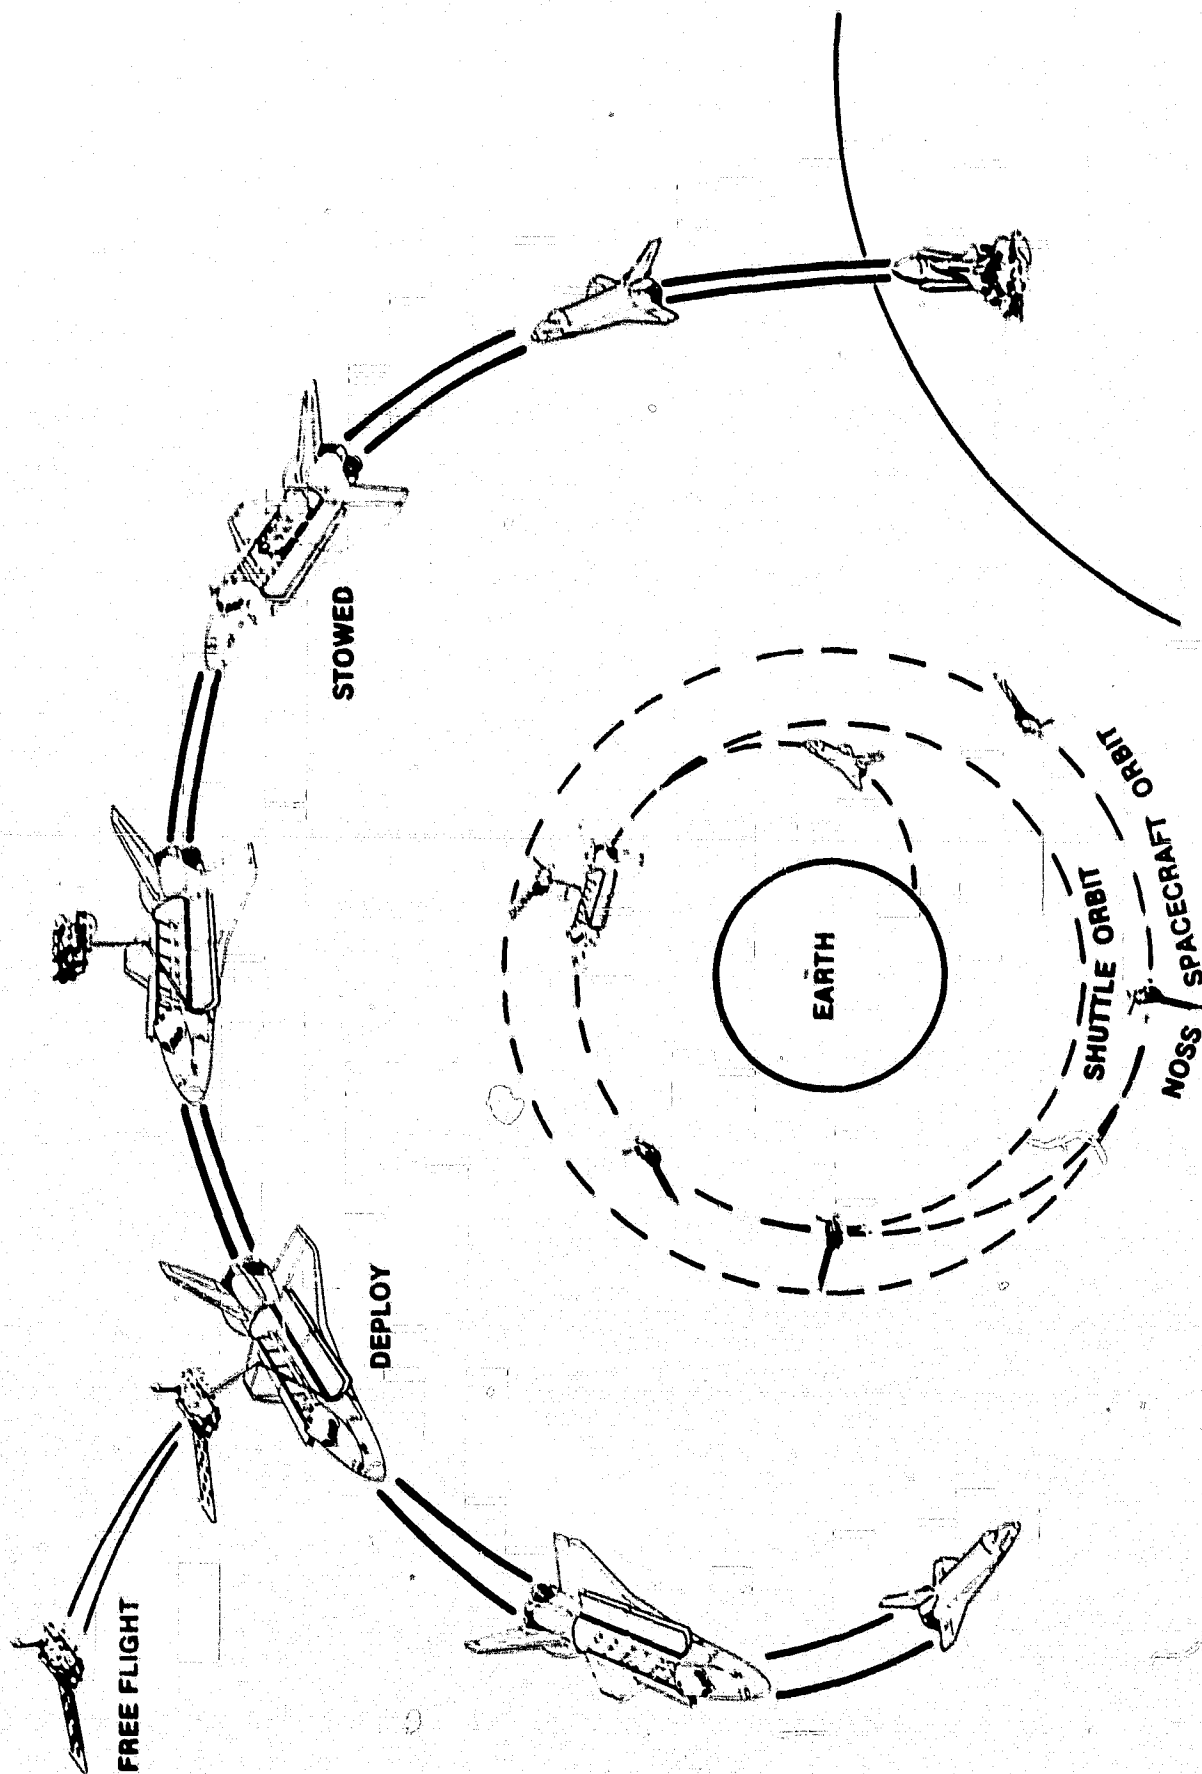 FREE FLIGHT
DEPLOY
STOWED
EARTH
SHUTTLE ORBIT
NOSS SPACECRAFT ORBIT